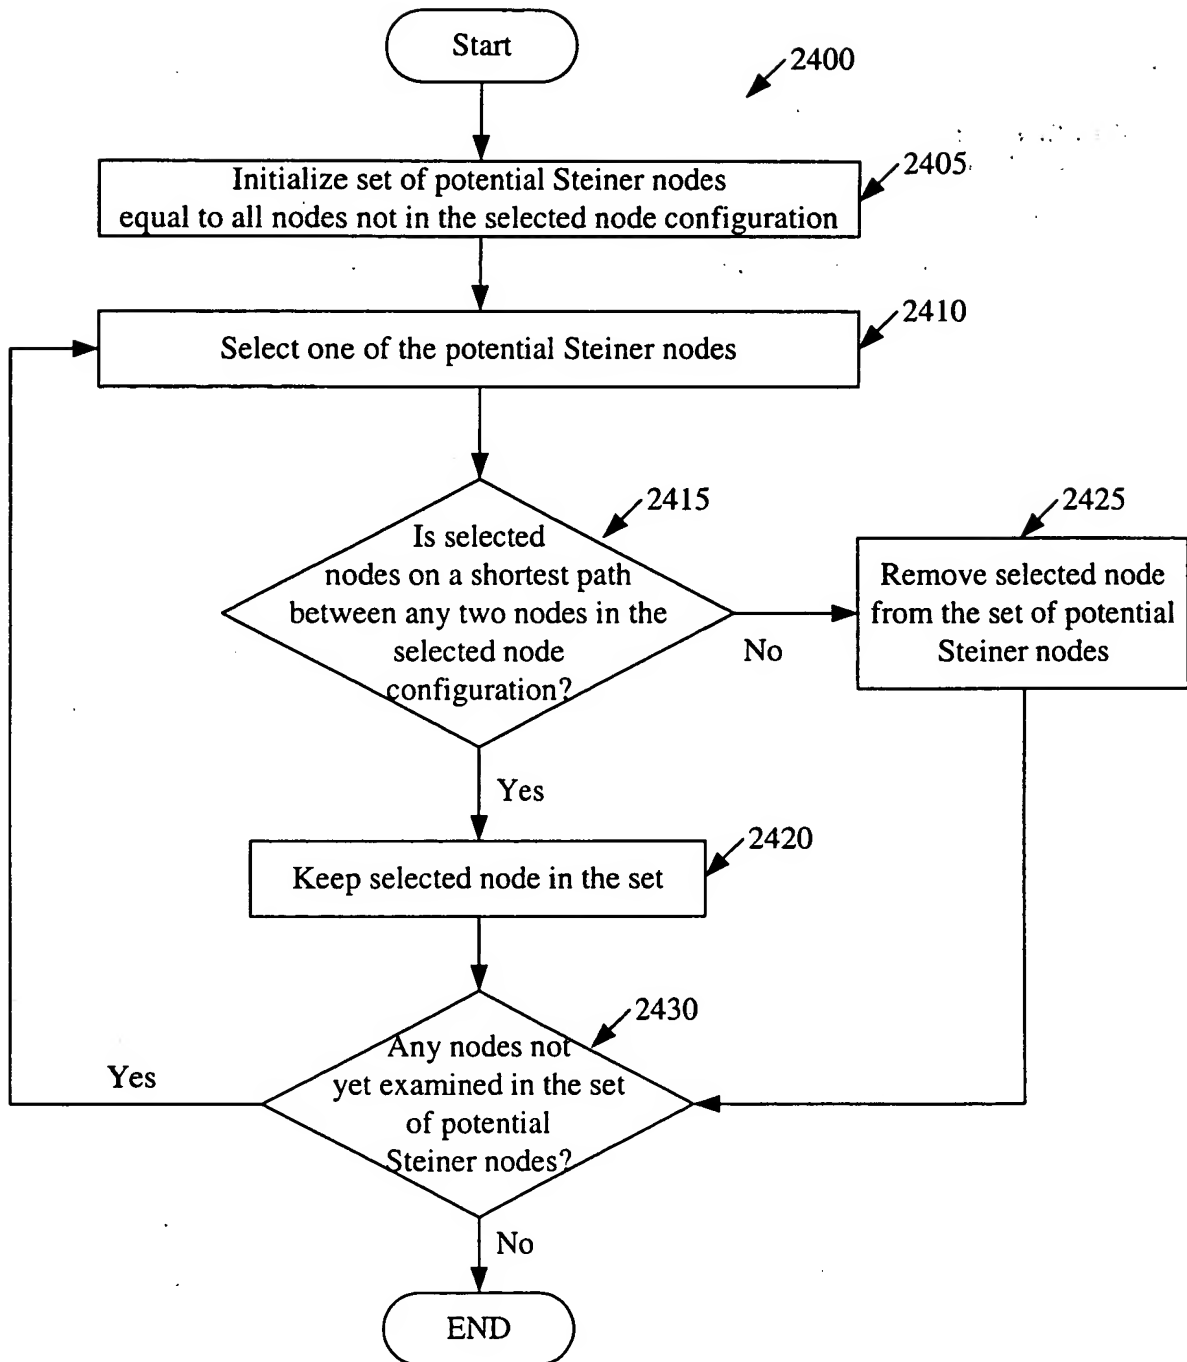 Start
2400
2405
Initialize set of potential Steiner nodes
equal to all nodes not in the selected node configuration
2410
Select one of the potential Steiner nodes
2415
Is selected
nodes on a shortest path
between any two nodes in the
selected node
configuration?
No
2425
Remove selected node
from the set of potential
Steiner nodes
Yes
2420
Keep selected node in the set
2430
Any nodes not
yet examined in the set
of potential
Steiner nodes?
Yes
No
END